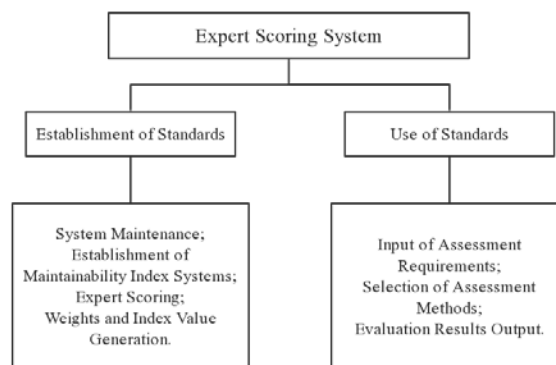 Expert Scoring System
Establishment of Standards
Use of Standards
System Maintenance;
Establishment of
Maintainability Index Systems;
Expert Scoring;
Weights and Index Value
Generation.
Input of Assessment
Requirements;
Selection of Assessment
Methods;
Evaluation Results Output.